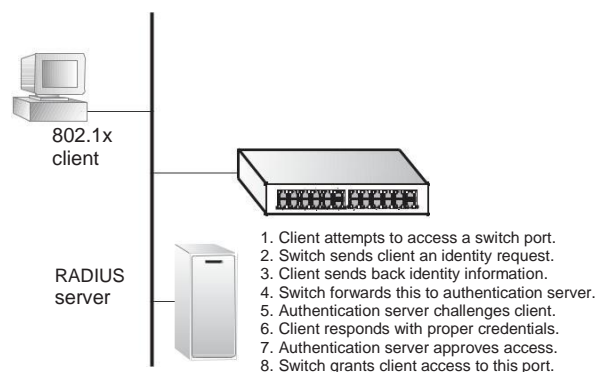 802.1x
client
RADIUS
server
1. Client attempts to access a switch port.
2. Switch sends client an identity request.
3. Client sends back identity information.
4. Switch forwards this to authentication server.
5. Authentication server challenges client.
6. Client responds with proper credentials.
7. Authentication server approves access.
8. Switch grants client access to this port.